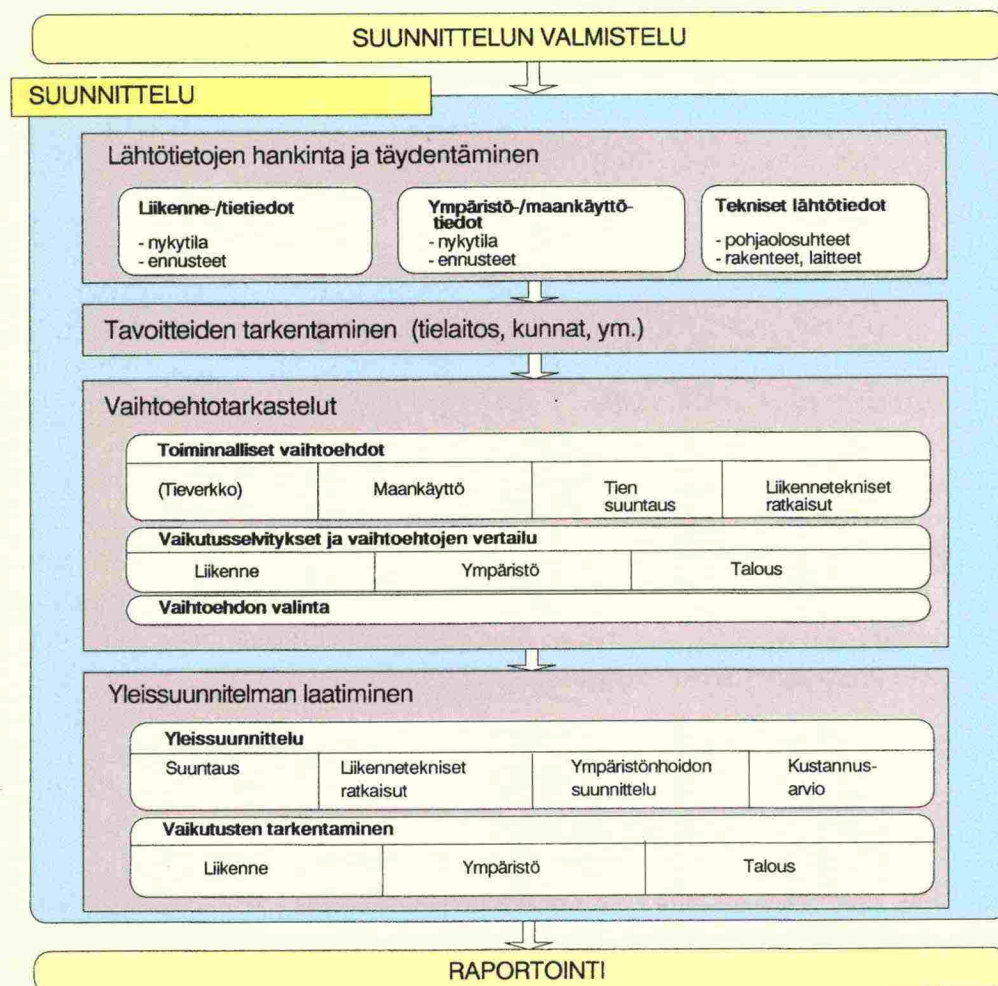 SUUNNITTELUN VALMISTELU
SUUNNITTELU
Lähtötietojen hankinta ja täydentäminen
Liikenne-/tietiedot
- nykytila
- ennusteet
Ympäristö-/maankäyttö-
tiedot
- nykytila
- ennusteet
Tekniset lähtötiedot
- pohjaolosuhteet
- rakenteet, laitteet
Tavoitteiden tarkentaminen (tielaitos, kunnat, ym.)
Vaihtoehtotarkastelut
Toiminnalliset vaihtoehdot
(Tieverkko)
Maankäyttö
Tien
suuntaus
Liikennetekniset
ratkaisut
Vaikutusselvitykset ja vaihtoehtojen vertailu
Liikenne
Ympäristö
Talous
Vaihtoehdon valinta
Yleissuunnitelman laatiminen
Yleissuunnittelu
Suuntaus
Liikennetekniset
ratkaisut
Ympäristönhoidon
suunnittelu
Kustannus-
arvio
Vaikutusten tarkentaminen
Liikenne
Ympäristö
Talous
RAPORTOINTI